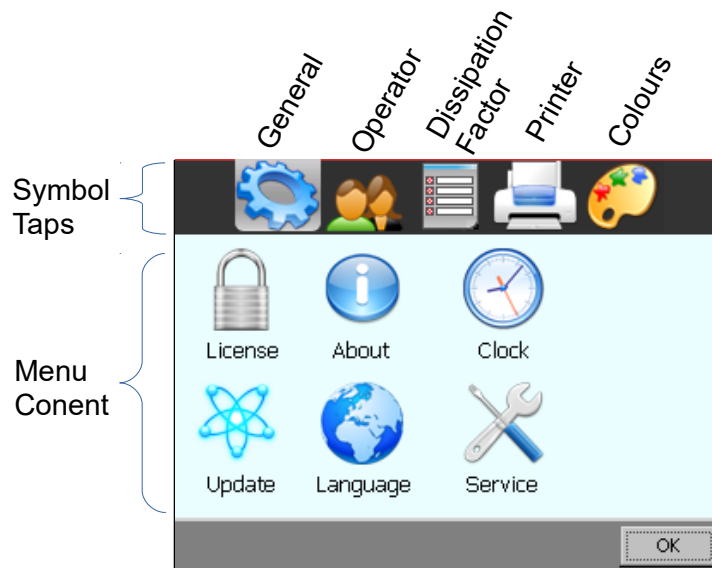 General
Operator
Dissipation
Factor
Printer
Colours
Symbol
Taps
Menu
Conent
License About Clock
Update Language Service
OK